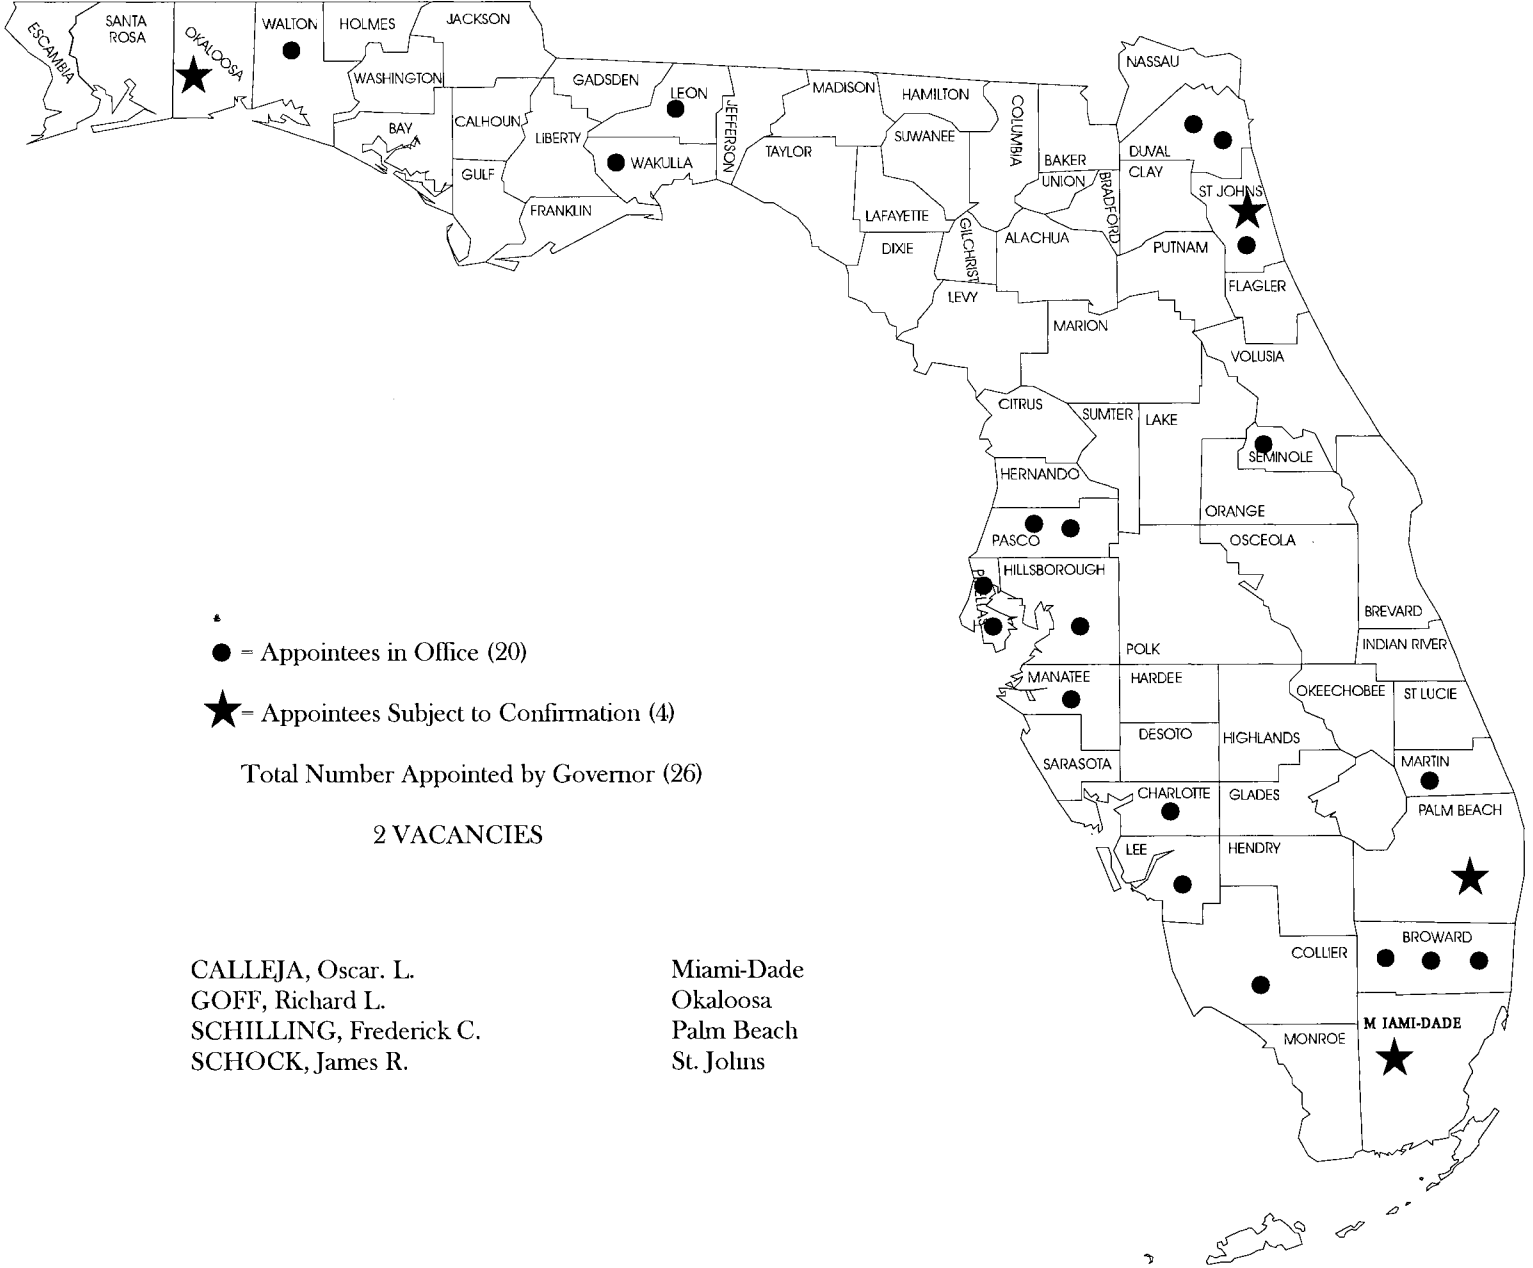 ESCAMBIA
SANTA
ROSA
OKALOOSA
WALTON
HOLMES
JACKSON
WASHINGTON
BAY
CALHOUN
GULF
LIBERTY
GADSDEN
FRANKLIN
LEON
WAKULLA
JEFFERSON
MADISON
TAYLOR
HAMILTON
SUWANEE
LAFAYETTE
DIXIE
COLUMBIA
GILCHRIST
LEVY
BAKER
UNION
BRADFORD
ALACHUA
NASSAU
DUVAL
CLAY
ST JOHNS
PUTNAM
FLAGLER
MARION
VOLUSIA
CITRUS
SUMTER
LAKE
SEMINOLE
HERNANDO
ORANGE
PASCO
OSCEOLA
HILLSBOROUGH
BREVARD
POLK
INDIAN RIVER
MANATEE
HARDEE
OKEECHOBEE
ST LUCIE
DESOTO
HIGHLANDS
SARASOTA
MARTIN
CHARLOTTE
GLADES
PALM BEACH
LEE
HENDRY
COLLIER
BROWARD
MONROE
M IAMI-DADE
= Appointees in Office (20)
= Appointees Subject to Confirmation (4)
Total Number Appointed by Governor (26)
2 VACANCIES
CALLEJA, Oscar. L. Miami-Dade
GOFF, Richard L. Okaloosa
SCHILLING, Frederick C. Palm Beach
SCHOCK, James R. St. Johns